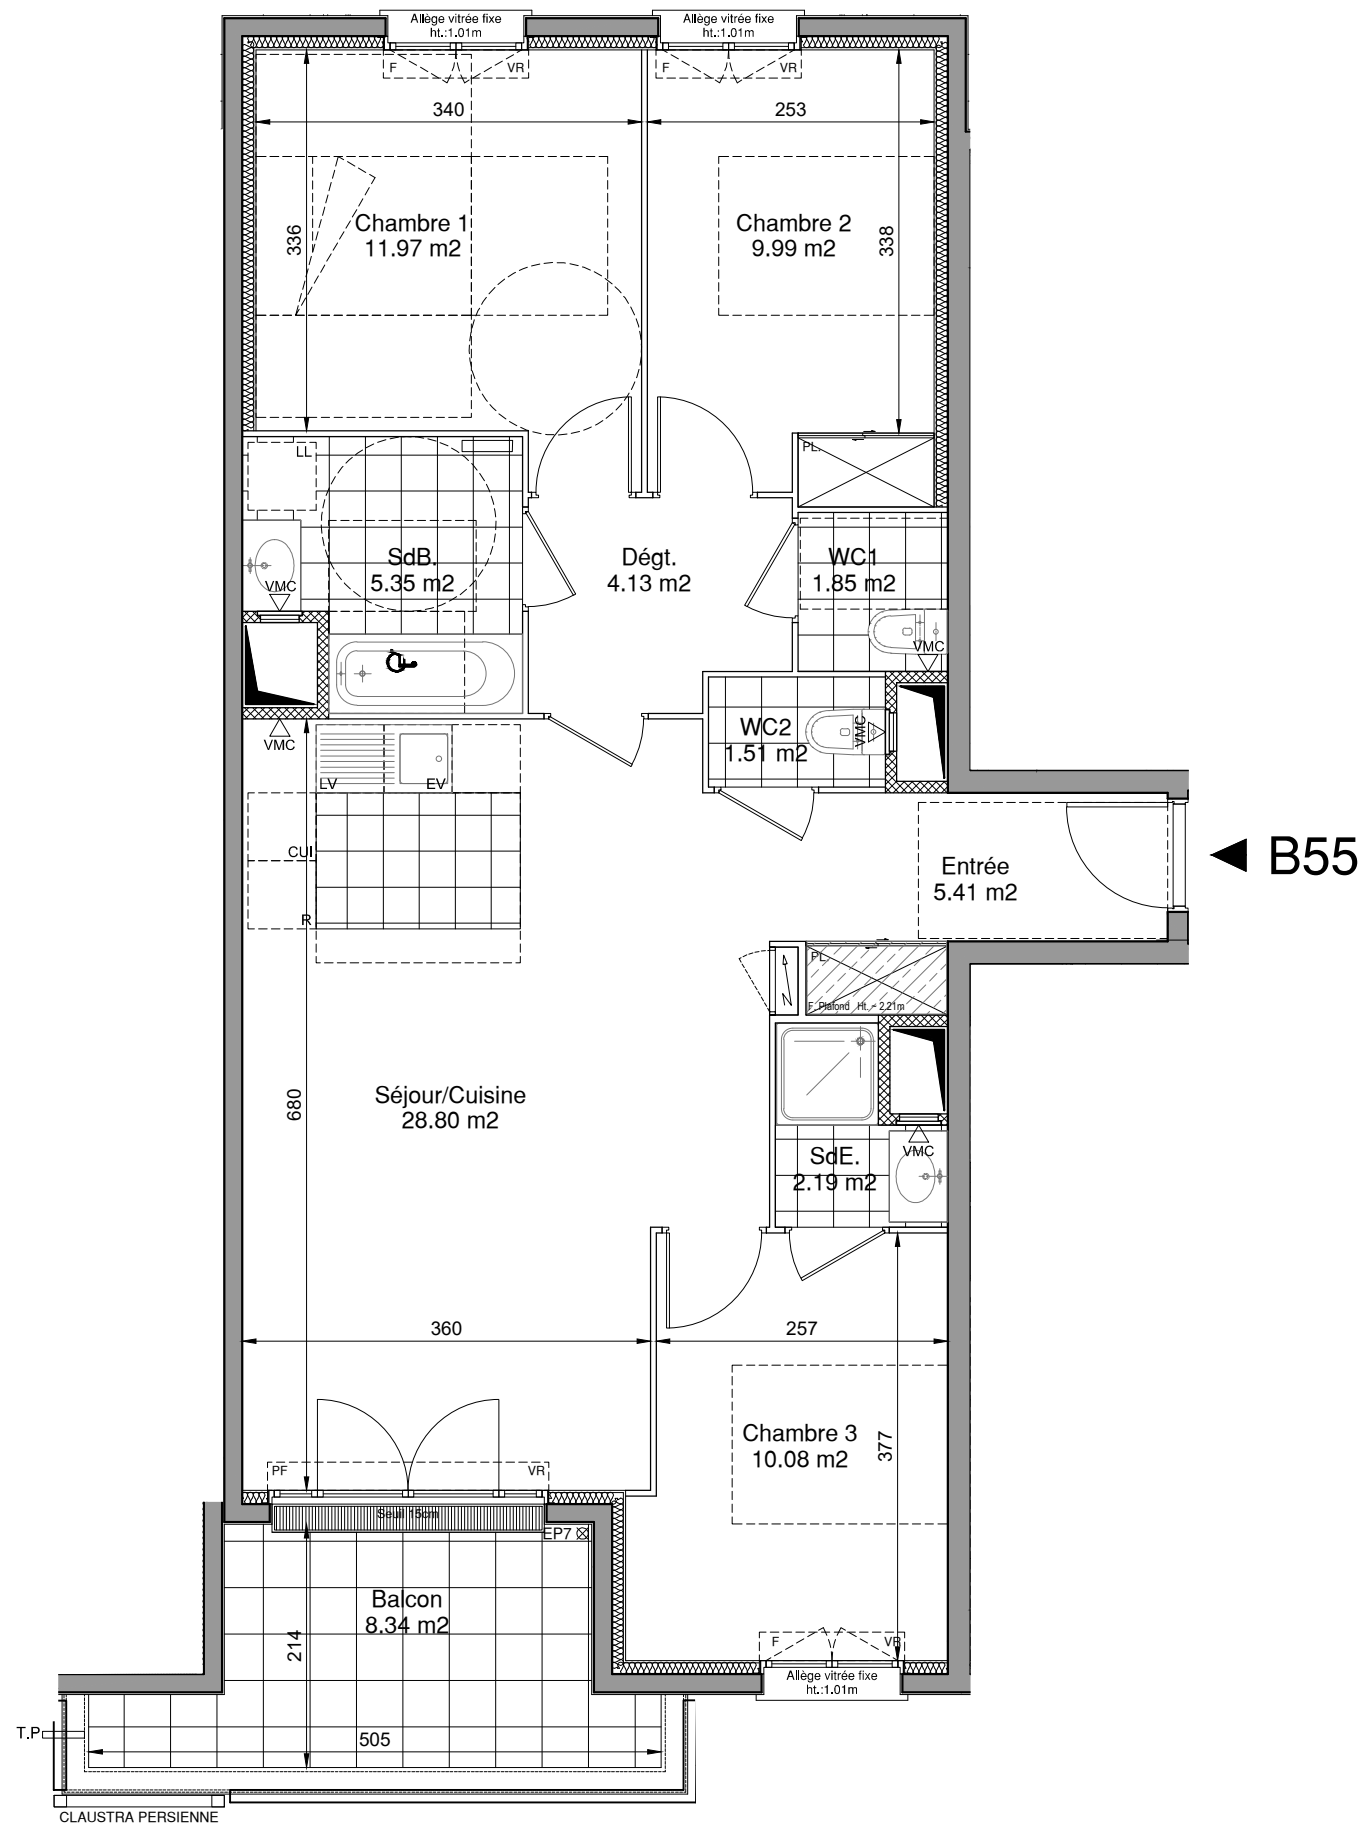 Allège vitrée fixe
ht.:1.01m
Allège vitrée fixe
ht.:1.01m
F
VR
F
VR
340
253
336
Chambre 1
11.97 m2
Chambre 2
9.99 m2
338
LL
PL.
SdB.
5.35 m2
Dégt.
4.13 m2
WC1
1.85 m2
VMC
VMC
WC2
1.51 m2
VMC
VMC
LV
EV
CUI
R
Entrée
5.41 m2
B55
PL.
F. Plafond Ht. ~ 2.21m
680
Séjour/Cuisine
28.80 m2
SdE.
2.19 m2
VMC
360
257
Chambre 3
10.08 m2
377
PF
VR
Seuil 15cm
EP7
Balcon
8.34 m2
214
F
VR
Allège vitrée fixe
ht.:1.01m
T.P
505
CLAUSTRA PERSIENNE